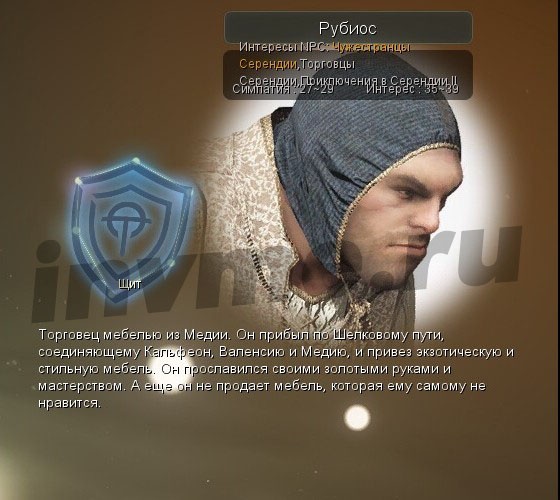 Рубиос
Интересы NPC: Чужестранцы
Серендии,Торговцы
Серендии,Приключения в Серендии II
Симпатия : 27~29 Интерес : 35~39
invme.ru
Щит
Торговец мебелью из Медии. Он прибыл по Шелковому пути,
соединяющему Кальфеон, Валенсию и Медию, и привез экзотическую и
стильную мебель. Он прославился своими золотыми руками и
мастерством. А еще он не продает мебель, которая ему самому не
нравится.